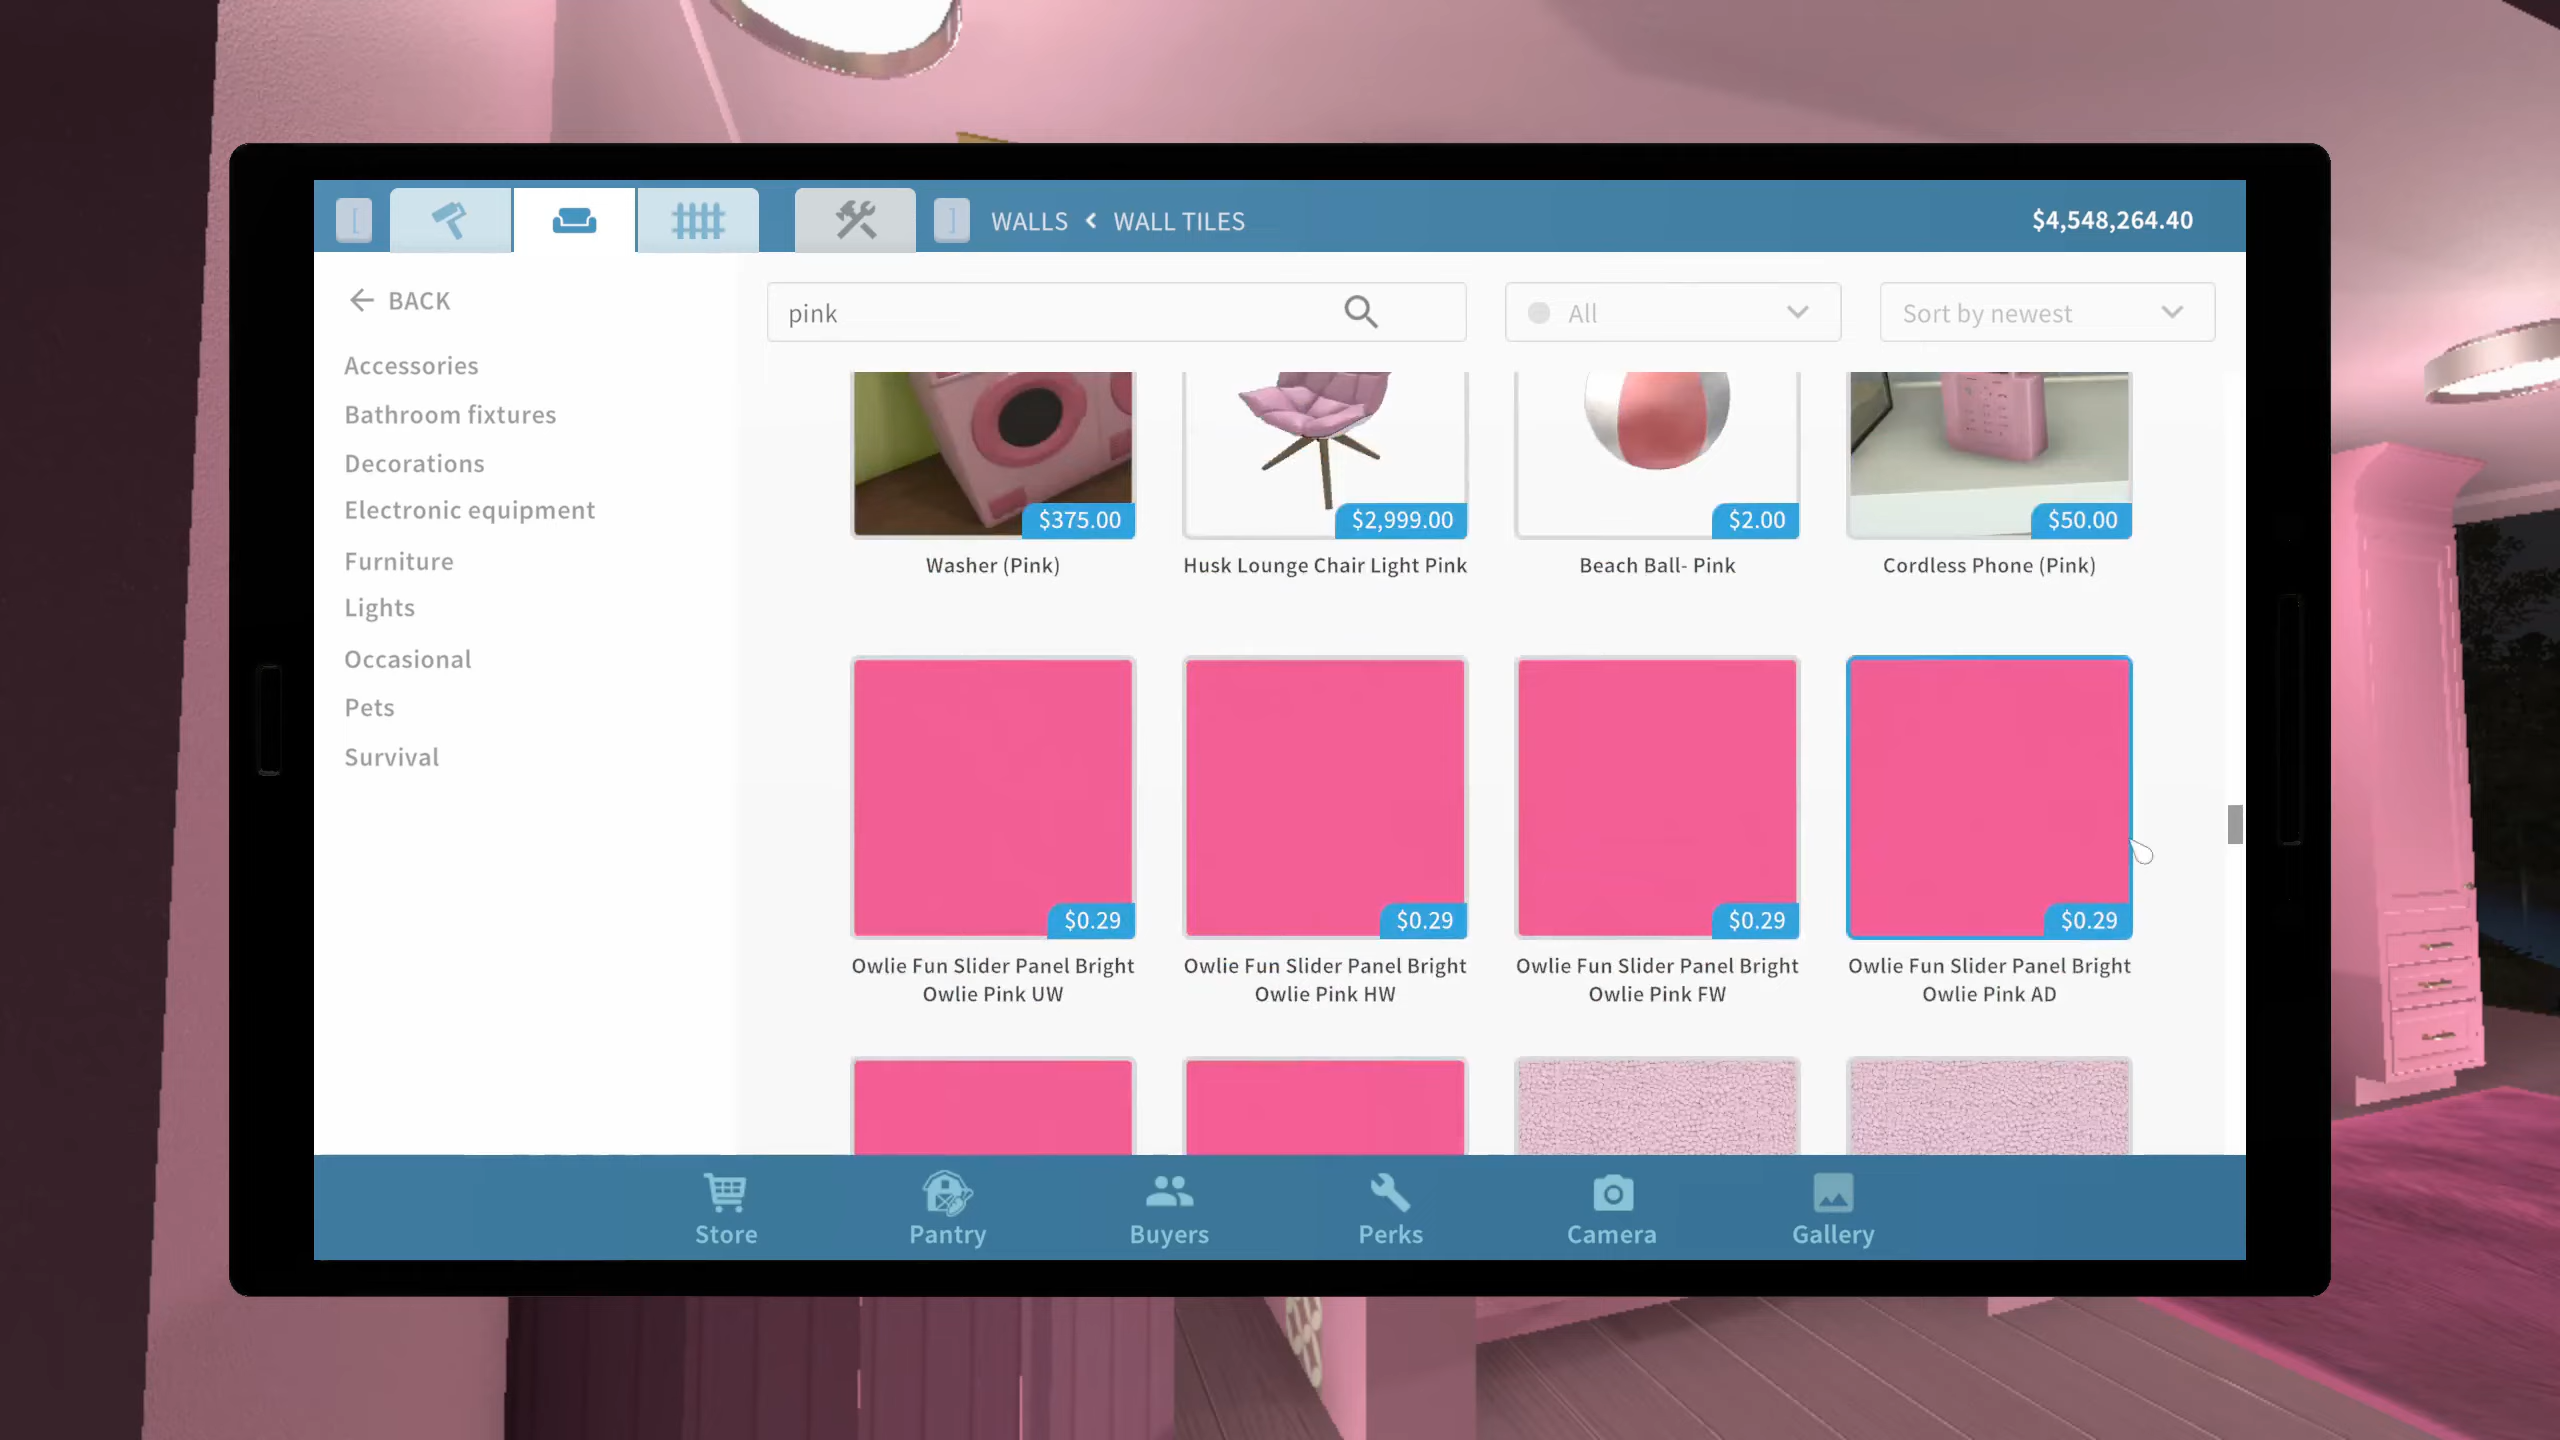 [
]
WALLS < WALL TILES
$4,548,264.40
BACK
pink
All
Sort by newest
Accessories
Bathroom fixtures
Decorations
Electronic equipment
Furniture
Lights
Occasional
Pets
Survival
$375.00
$2,999.00
$2.00
$50.00
Washer (Pink)
Husk Lounge Chair Light Pink
Beach Ball- Pink
Cordless Phone (Pink)
$0.29
$0.29
$0.29
$0.29
Owlie Fun Slider Panel Bright
Owlie Pink UW
Owlie Fun Slider Panel Bright
Owlie Pink HW
Owlie Fun Slider Panel Bright
Owlie Pink FW
Owlie Fun Slider Panel Bright
Owlie Pink AD
Store
Pantry
Buyers
Perks
Camera
Gallery